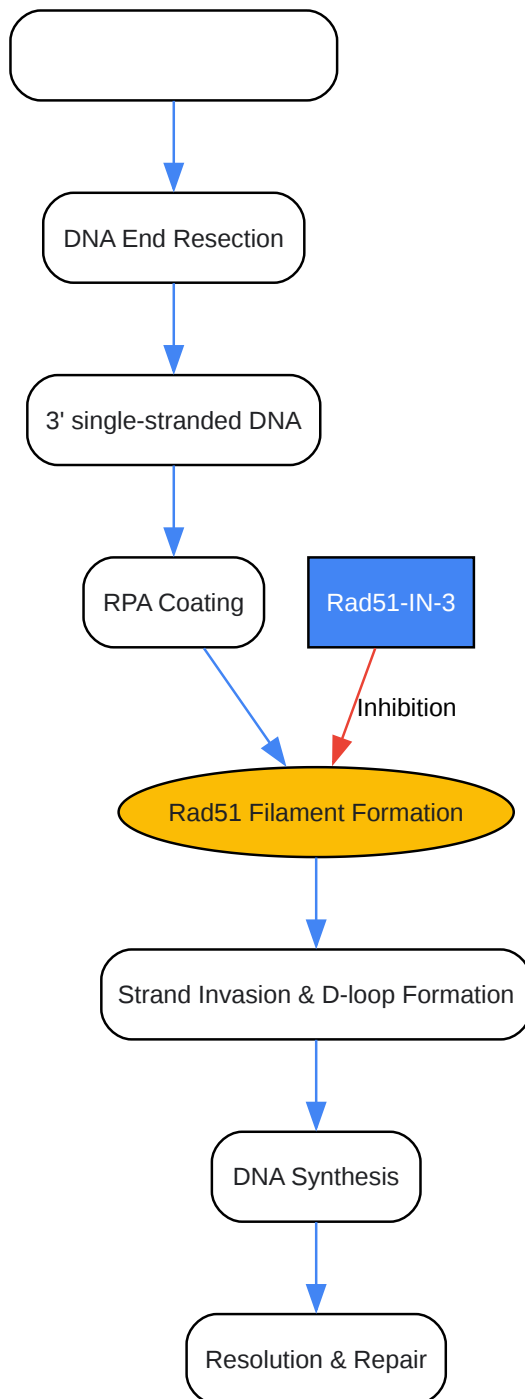 DNA End Resection
3' single-stranded DNA
RPA Coating
Rad51-IN-3
Inhibition
Rad51 Filament Formation
Strand Invasion & D-loop Formation
DNA Synthesis
Resolution & Repair